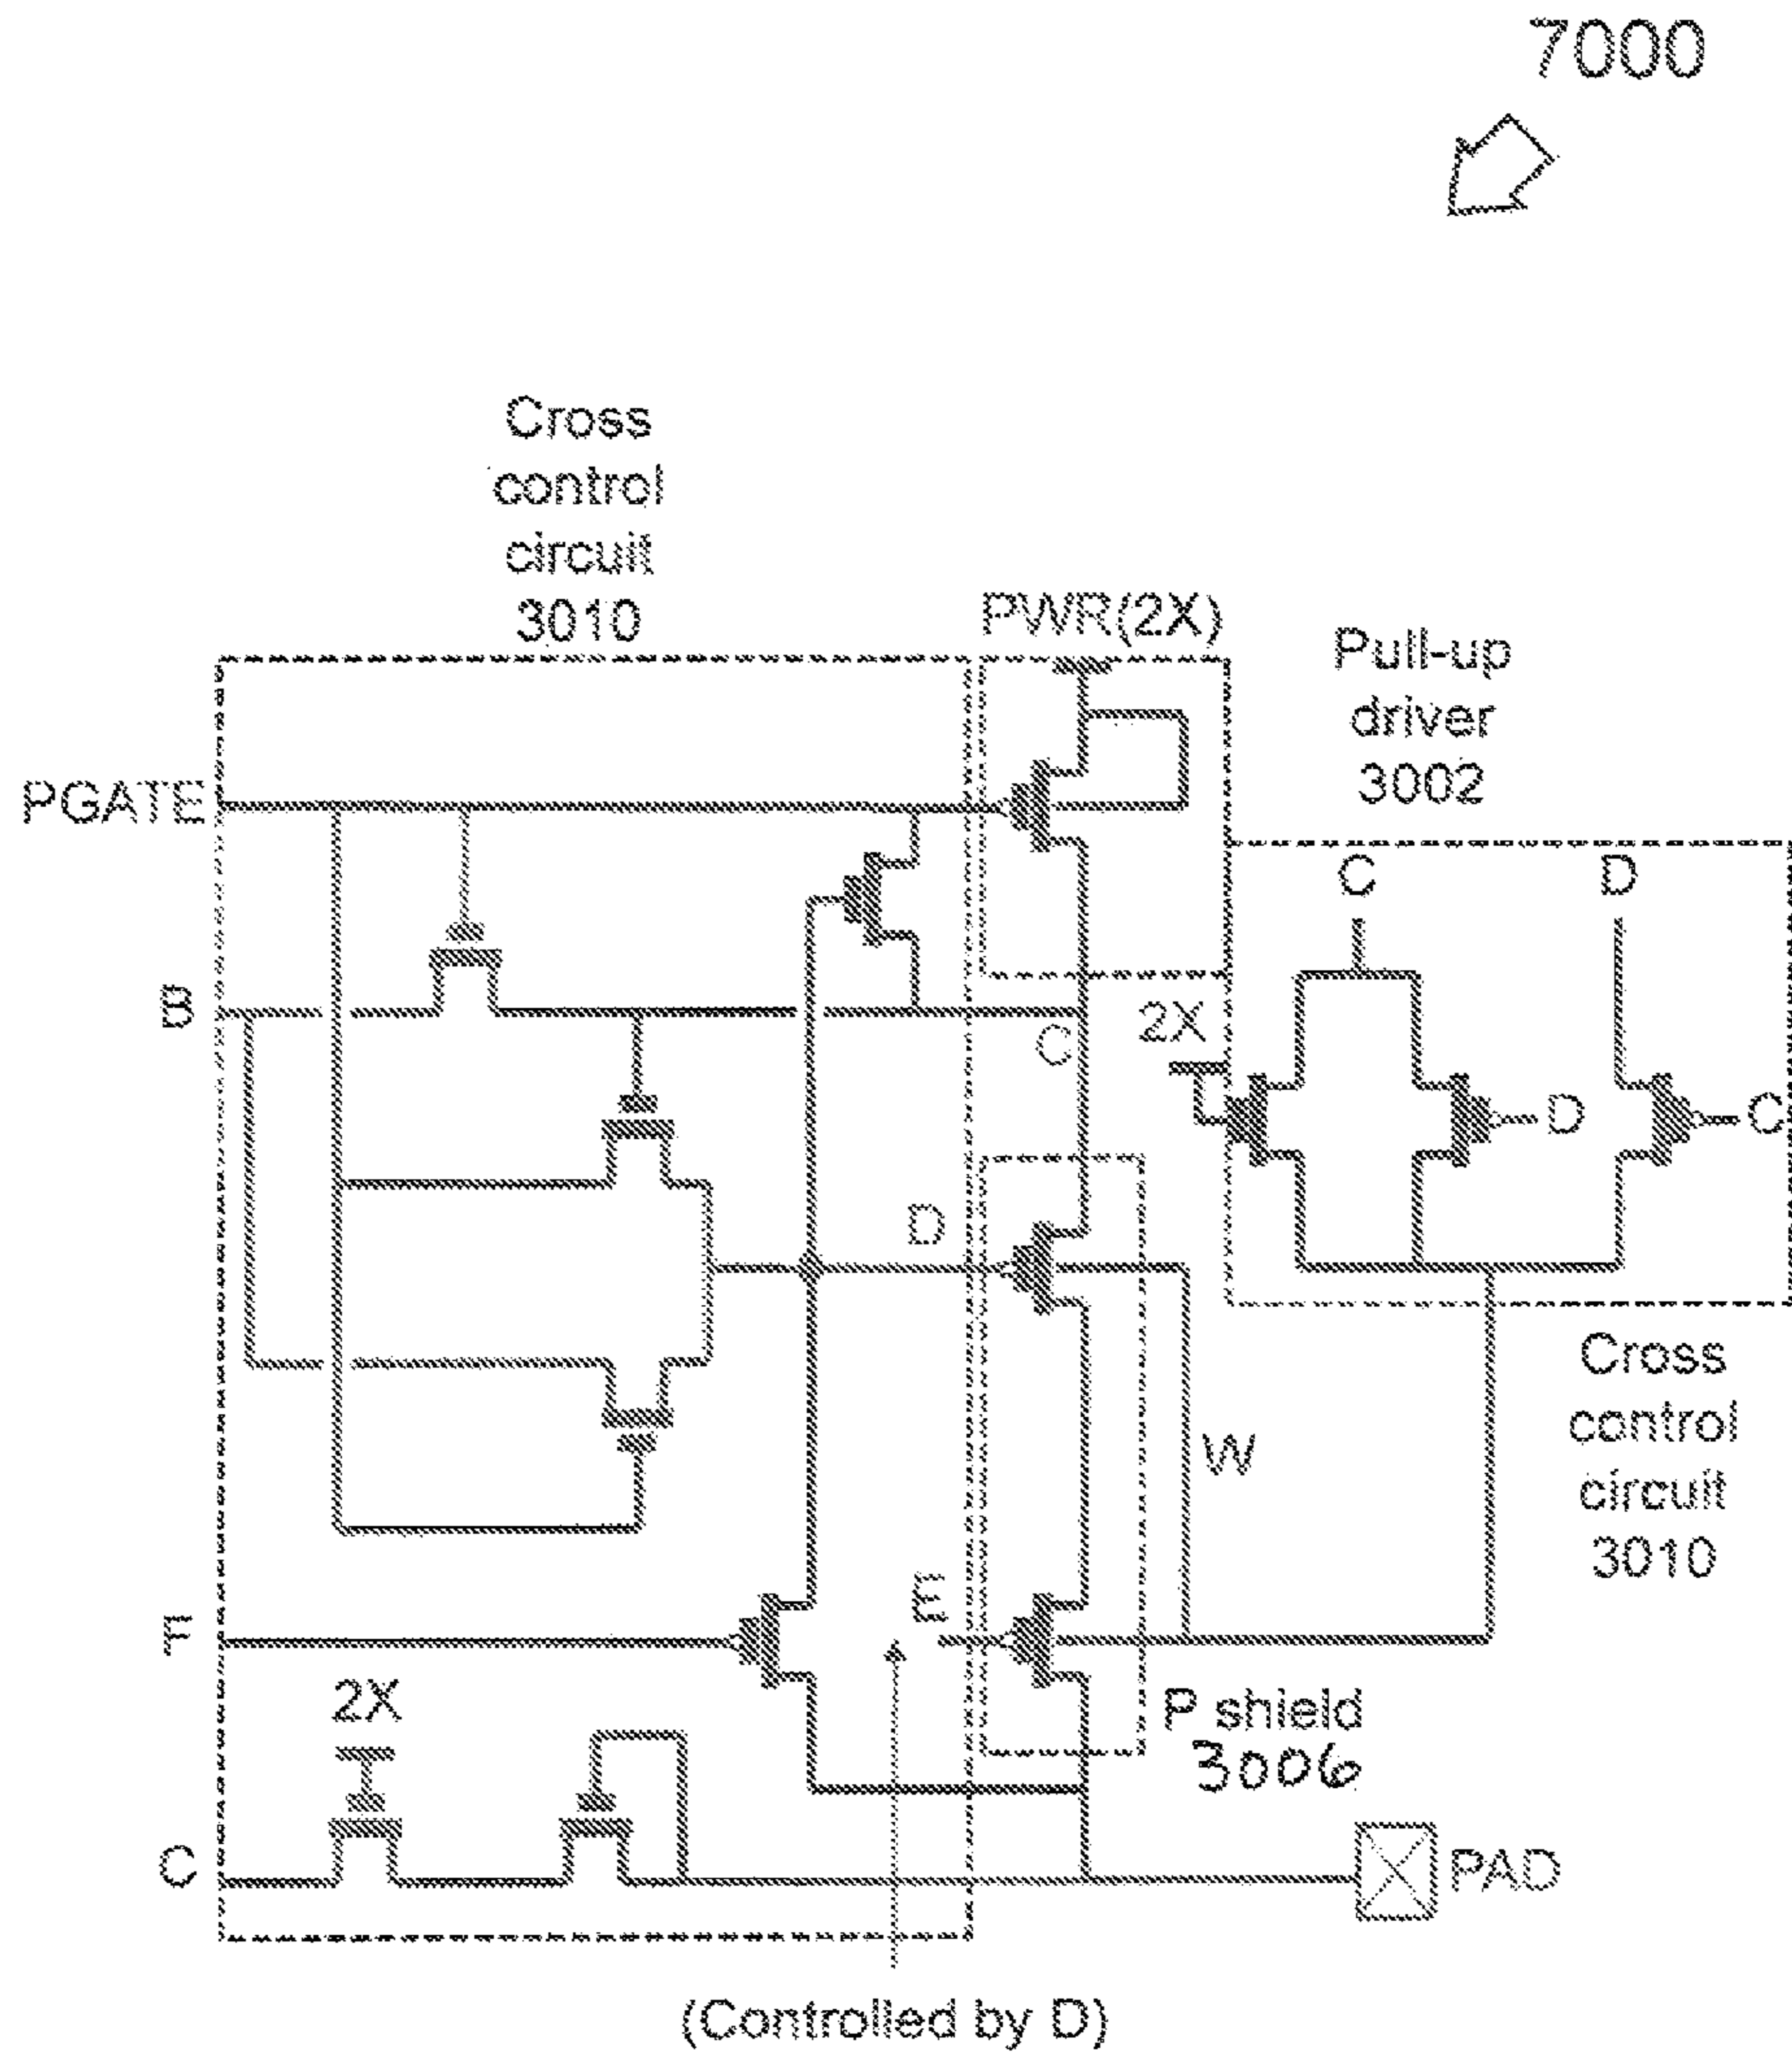 7000
Cross
control
circuit
3010
PWR(2X)
Pull-up
driver
3002
PGATE
C
D
B
2X
C
D
C
D
W
Cross
control
circuit
3010
E
F
2X
P shield
3006
C
PAD
(Controlled by D)